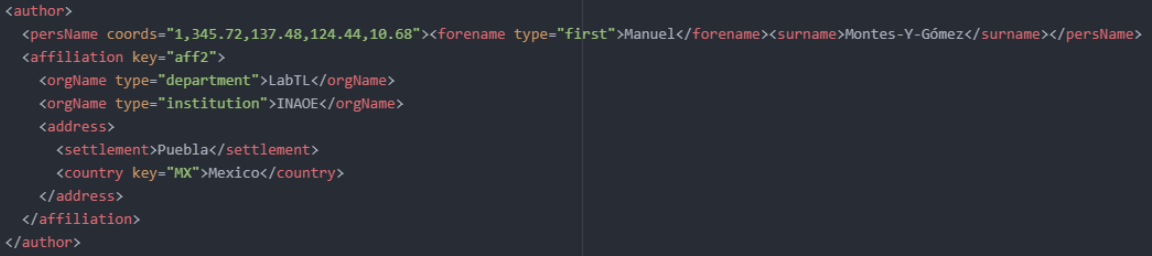 <author>
<persName coords="1,345.72,137.48,124.44,10.68"><forename type="first">Manuel</forename><surname>Montes-Y-Gómez</surname></persName>
<affiliation key="aff2">
<orgName type="department">LabTL</orgName>
<orgName type="institution">INAOE</orgName>
<address>
<settlement>Puebla</settlement>
<country key="MX">Mexico</country>
</address>
</affiliation>
</author>